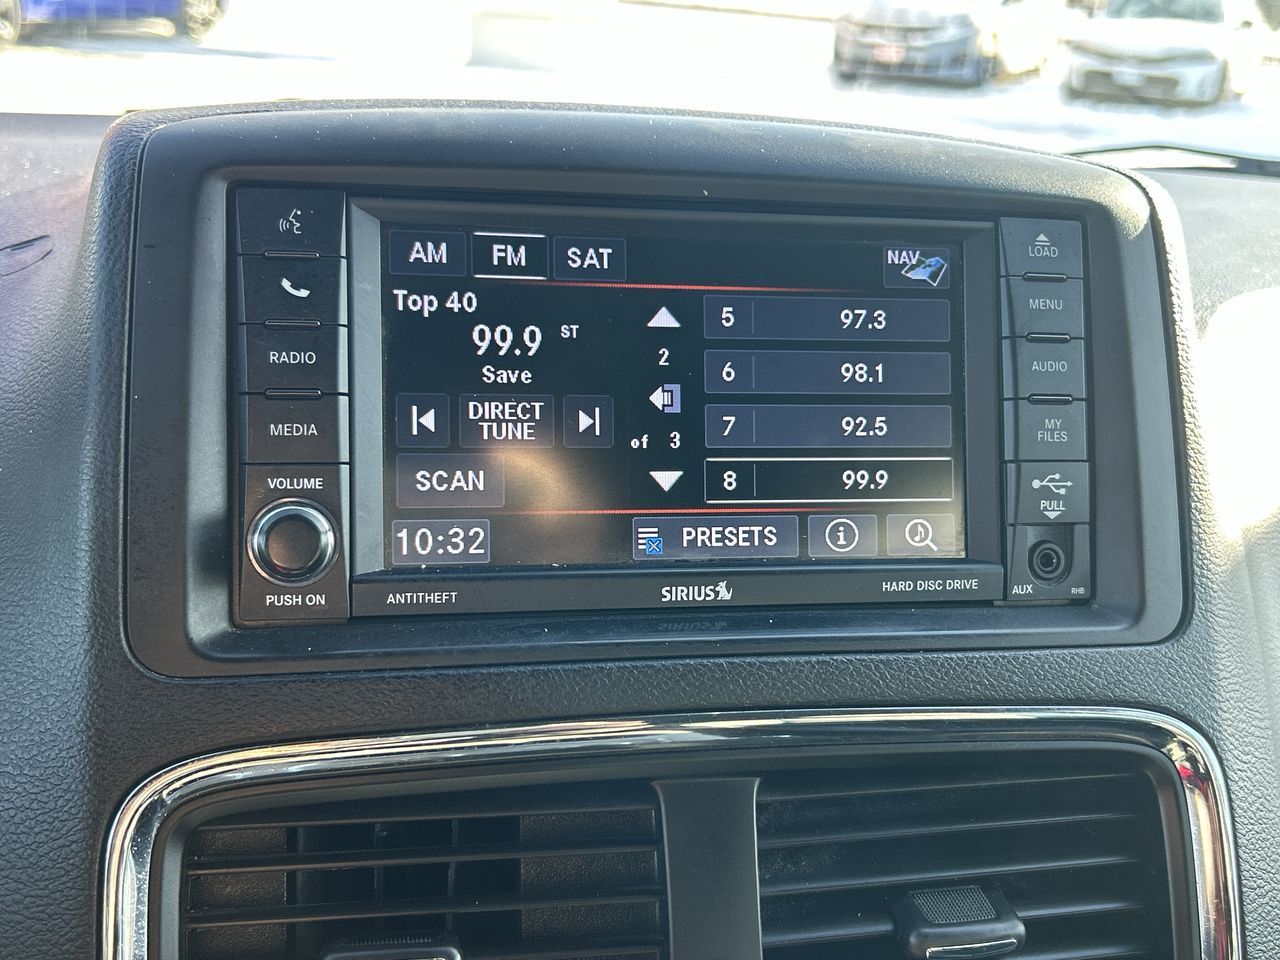 AM
FM
SAT
NAV
LOAD
MENU
RADIO
AUDIO
MEDIA
MY
FILES
VOLUME
PULL
PUSH ON
AUX
RHB
Top 40
99.9 ST
Save
DIRECT
TUNE
SCAN
10:32
2
of 3
5 97.3
6 98.1
7 92.5
8 99.9
PRESETS
ANTITHEFT
SIRIUS
HARD DISC DRIVE